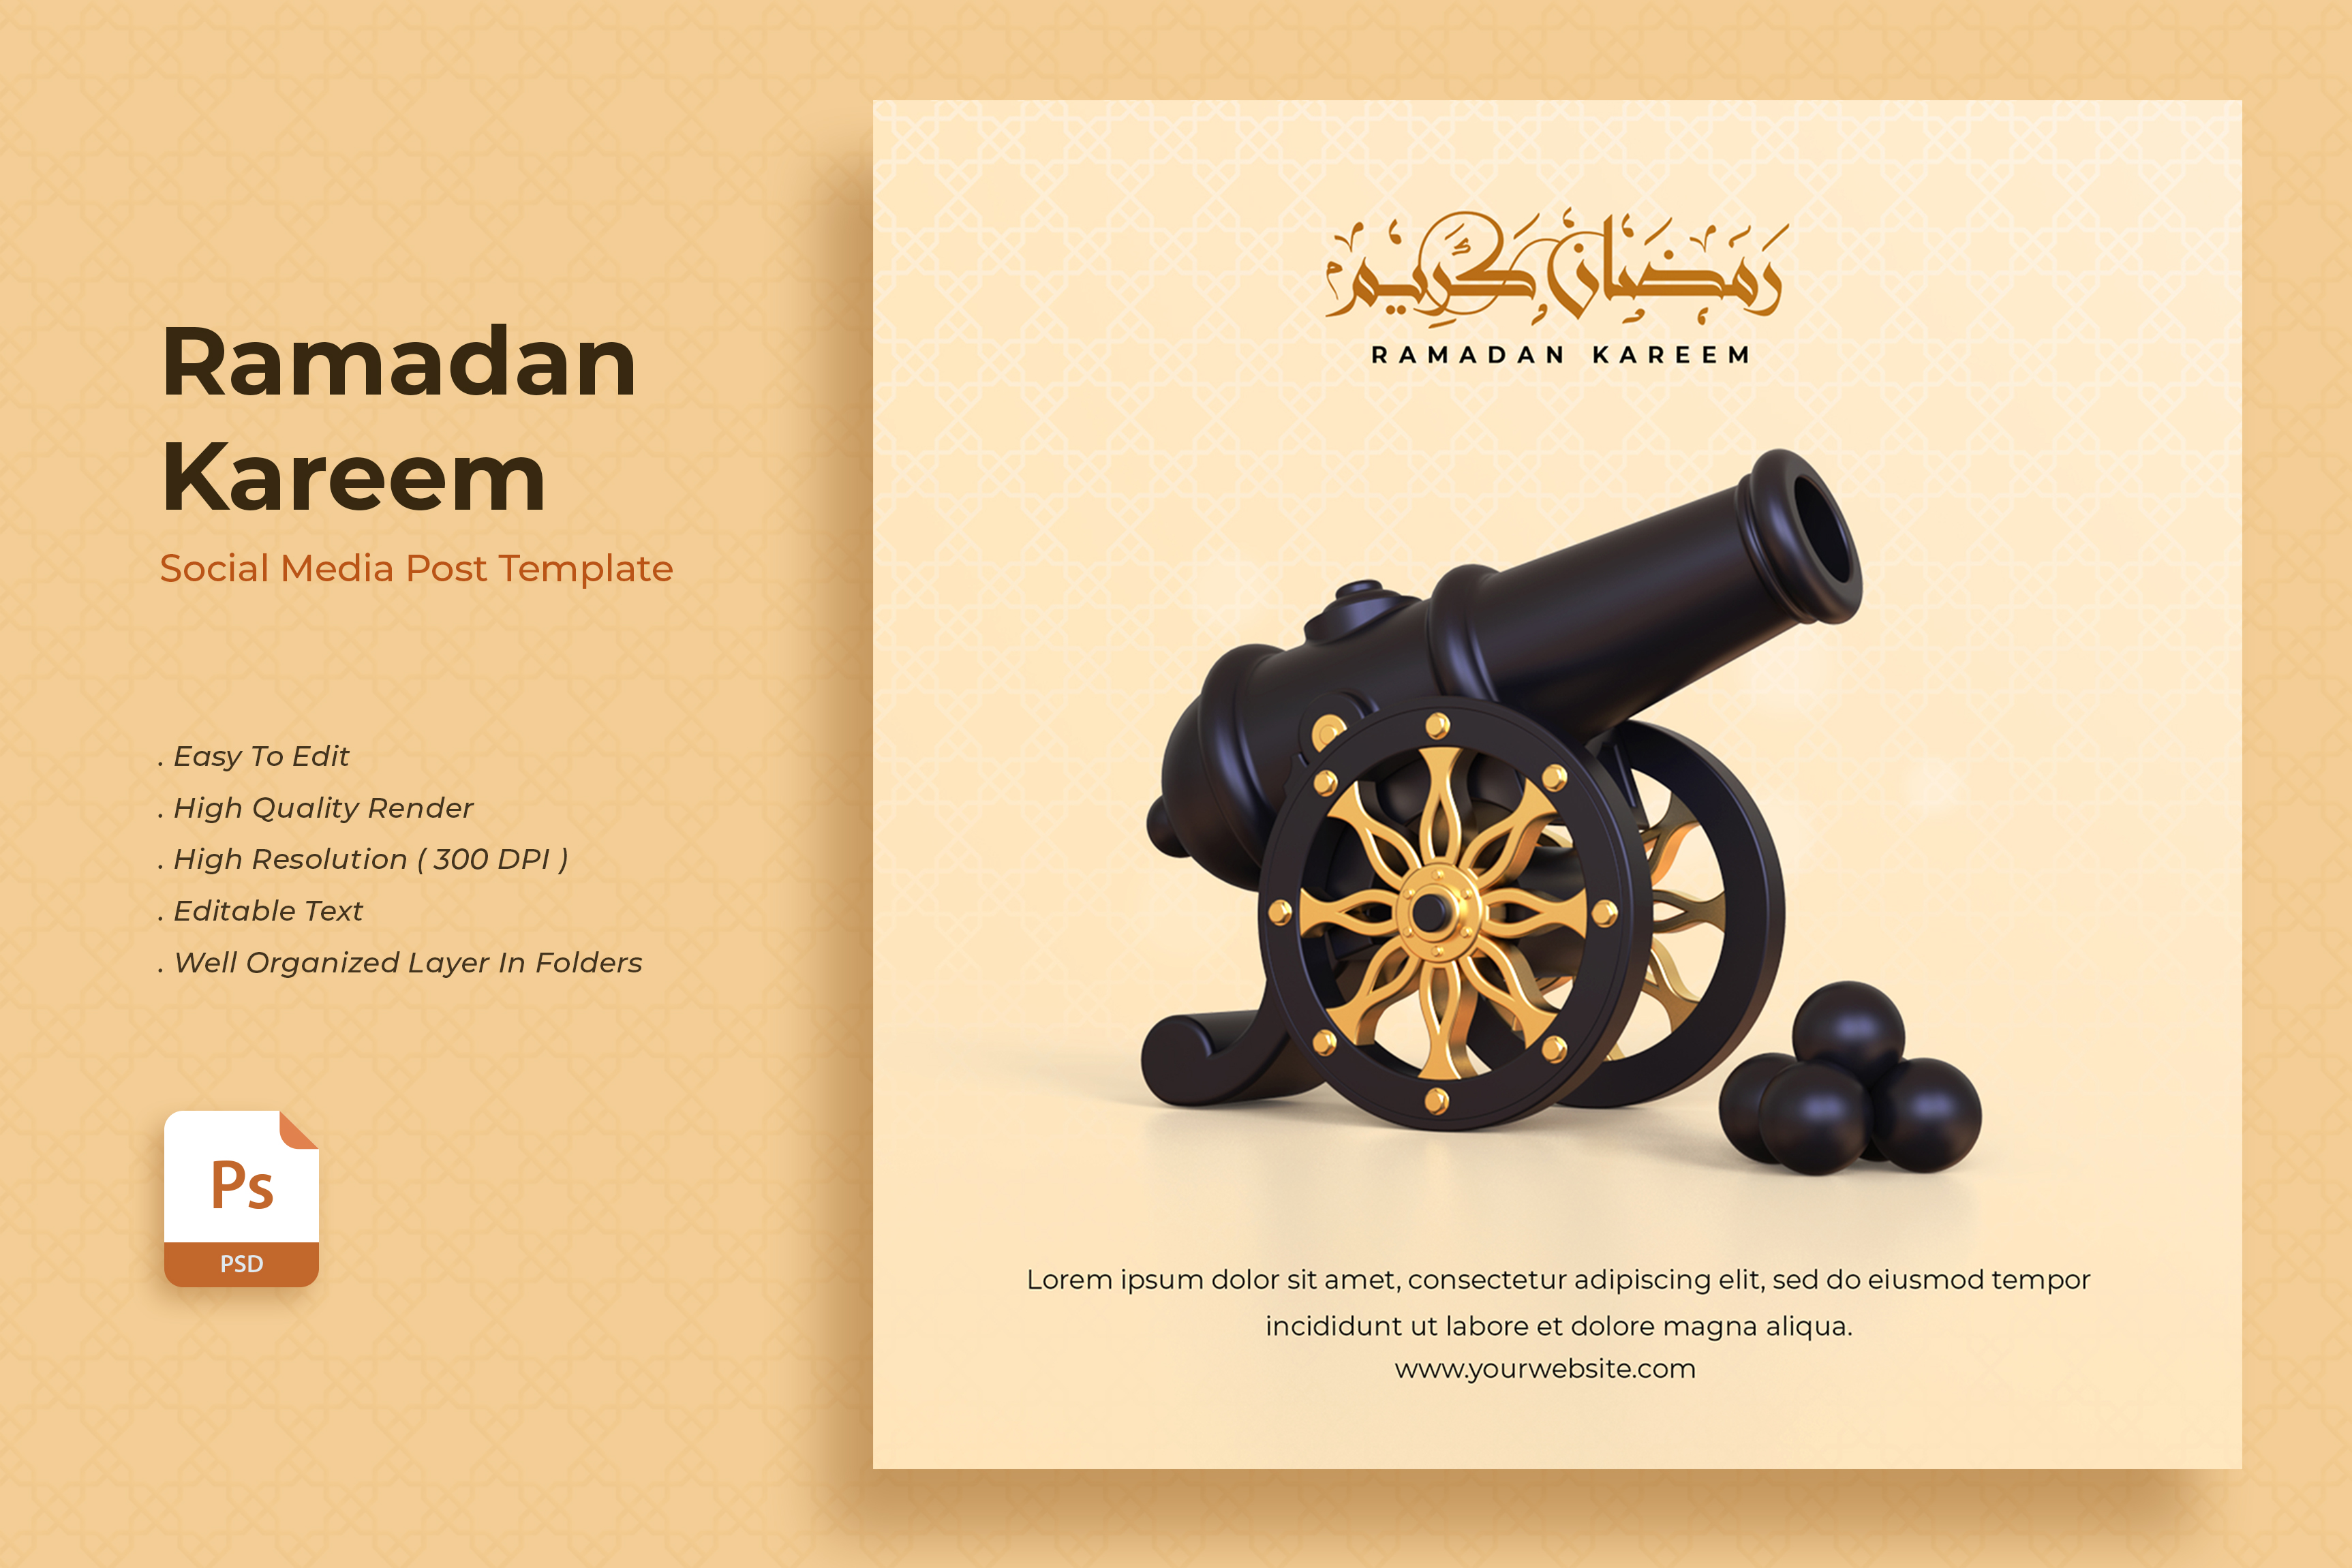 Ramadan
Kareem
Social Media Post Template
. Easy To Edit
. High Quality Render
. High Resolution ( 300 DPI )
. Editable Text
. Well Organized Layer In Folders
Ps
PSD
رَمَضَان كَرِيم
RAMADAN KAREEM
Lorem ipsum dolor sit amet, consectetur adipiscing elit, sed do eiusmod tempor
incididunt ut labore et dolore magna aliqua.
www.yourwebsite.com